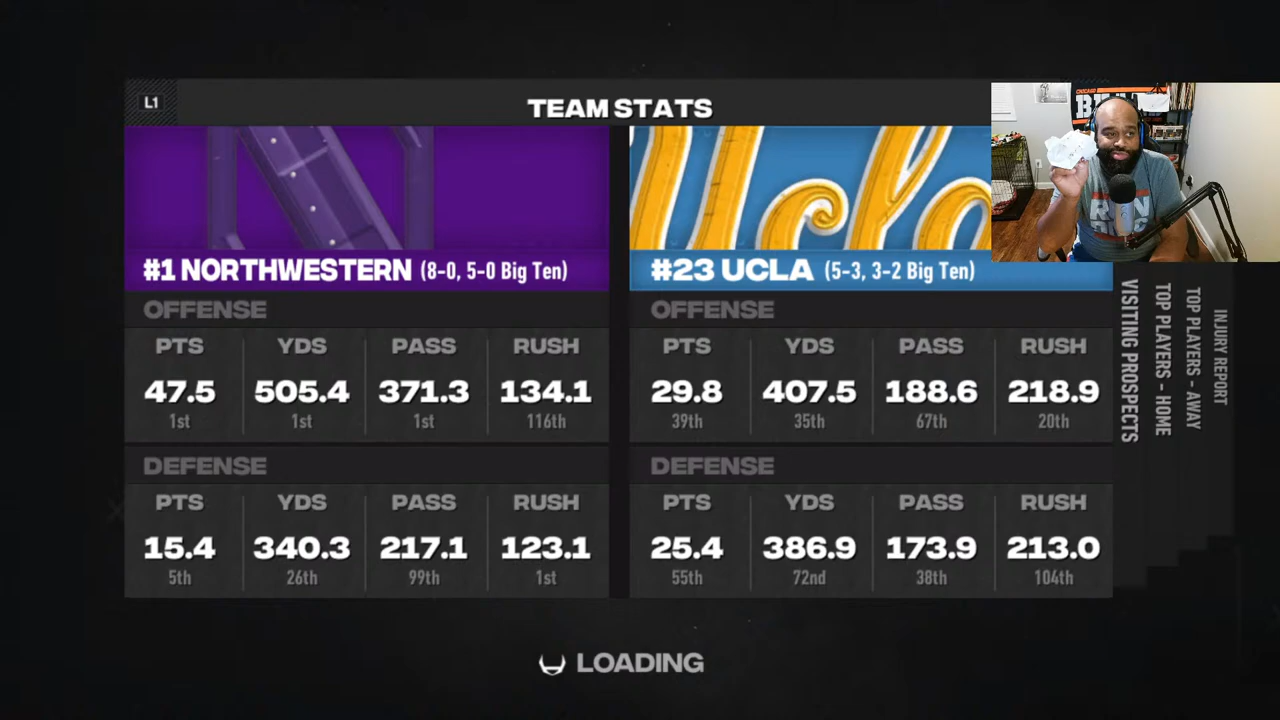 L1
TEAM STATS
Ucla
CHICAGO
#1 NORTHWESTERN (8-0, 5-0 Big Ten)
#23 UCLA (5-3, 3-2 Big Ten)
OFFENSE
PTS YDS PASS RUSH
47.5 505.4 371.3 134.1
1st 1st 1st 116th
DEFENSE
PTS YDS PASS RUSH
15.4 340.3 217.1 123.1
5th 26th 99th 1st
OFFENSE
PTS YDS PASS RUSH
29.8 407.5 188.6 218.9
39th 35th 67th 20th
DEFENSE
PTS YDS PASS RUSH
25.4 386.9 173.9 213.0
55th 72nd 38th 104th
VISITING PROSPECTS
TOP PLAYERS - HOME
TOP PLAYERS - AWAY
INJURY REPORT
LOADING